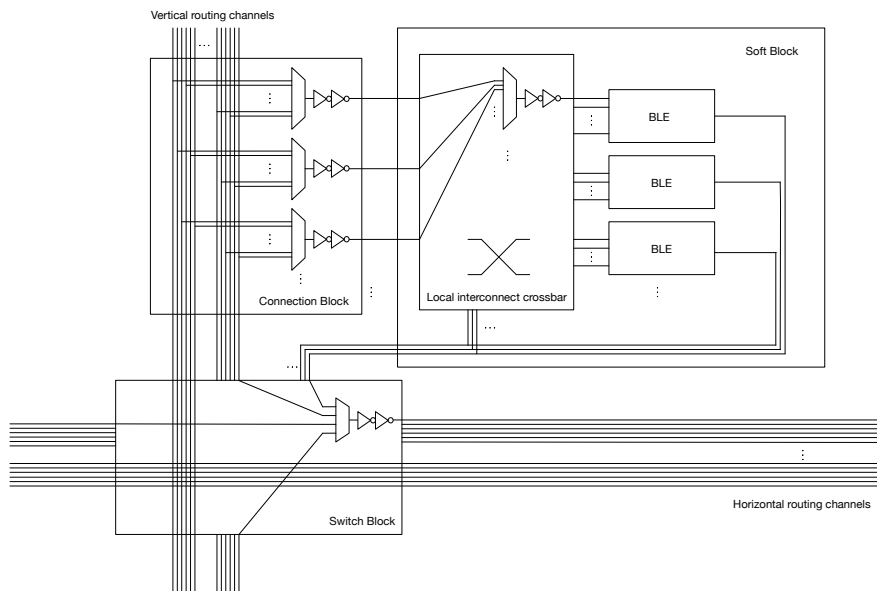 Vertical routing channels
Soft Block
BLE
BLE
BLE
Connection Block
Local interconnect crossbar
Switch Block
Horizontal routing channels